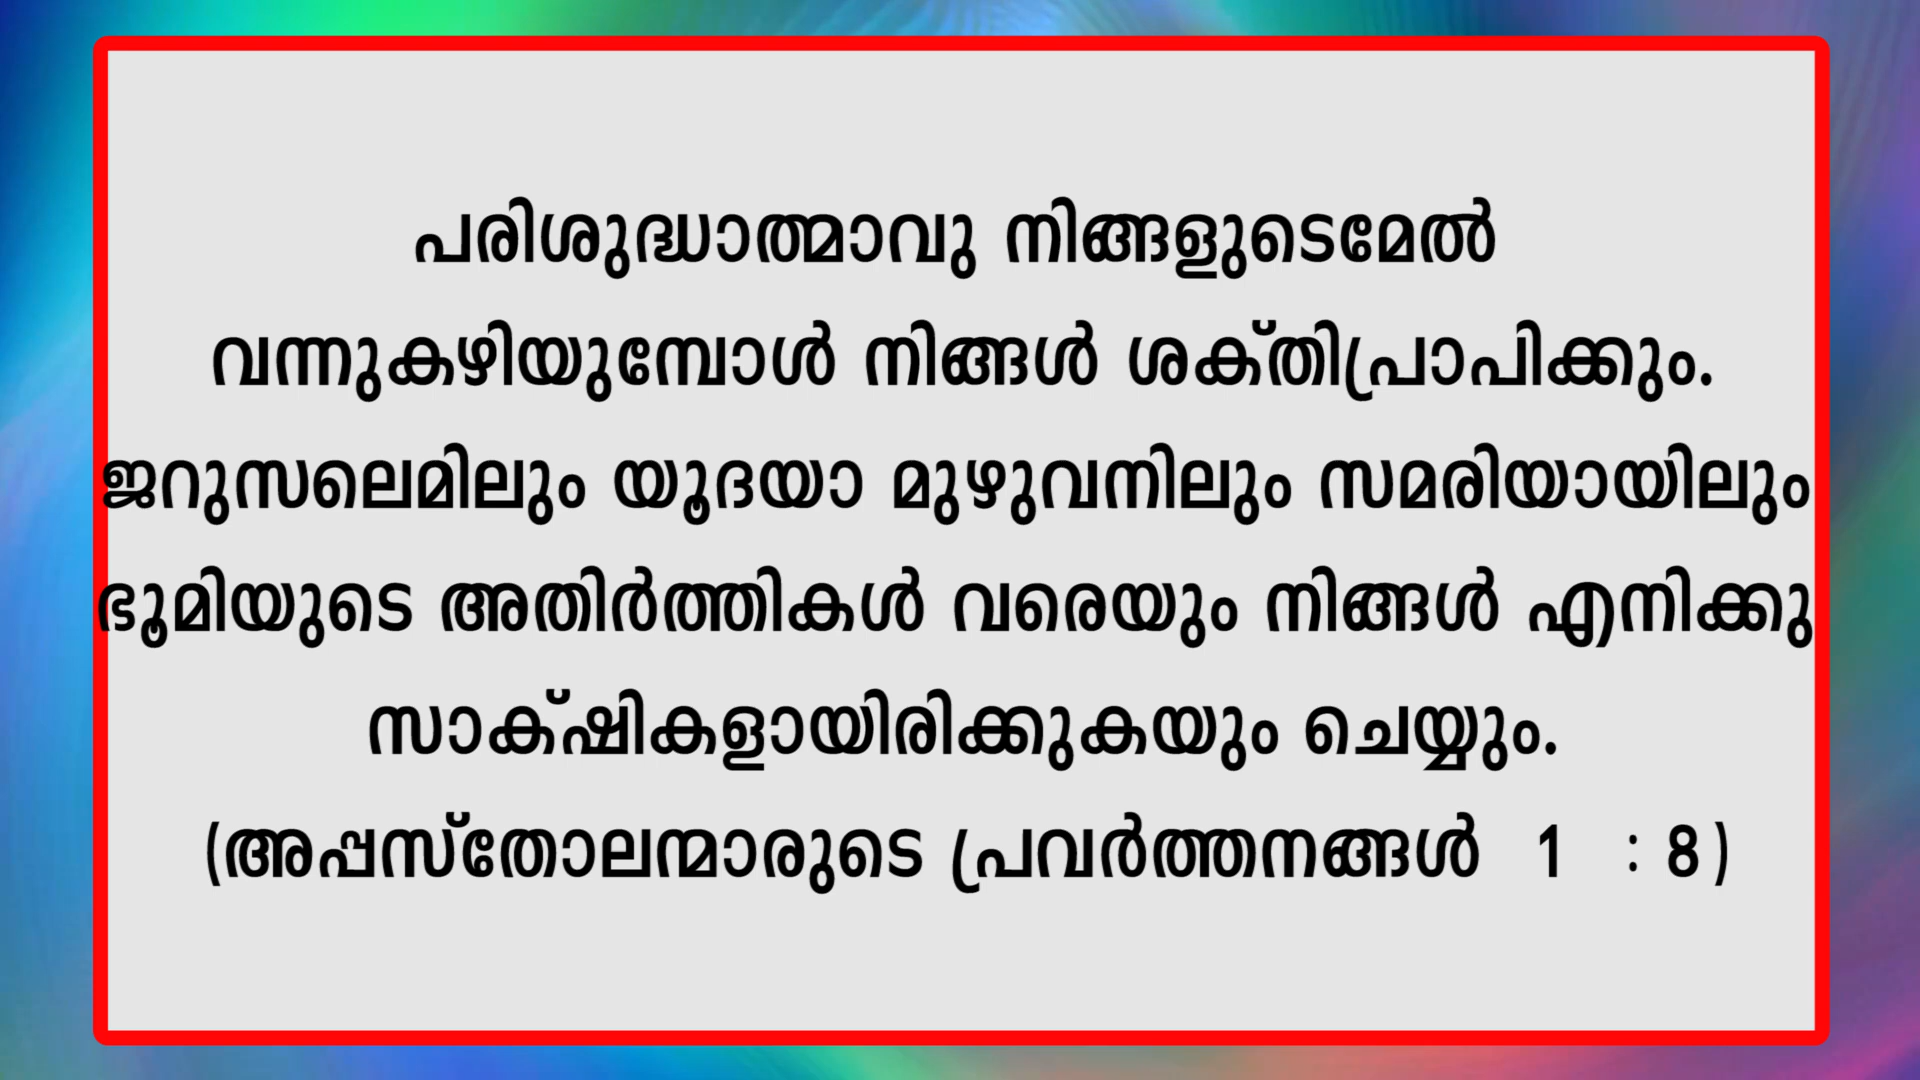 പരിശുദ്ധാത്മാവു നിങ്ങളുടെമേൽ
വന്നുകഴിയുമ്പോൾ നിങ്ങൾ ശക്‌തിപ്രാപിക്കും.
ജറുസലെമിലും യൂദയാ മുഴുവനിലും സമരിയായിലും
ഭൂമിയുടെ അതിർത്തികൾ വരെയും നിങ്ങൾ എനിക്കു
സാക്‌ഷികളായിരിക്കുകയും ചെയ്യും.
(അപ്പസ്തോലന്മാരുടെ പ്രവർത്തനങ്ങൾ 1 : 8)